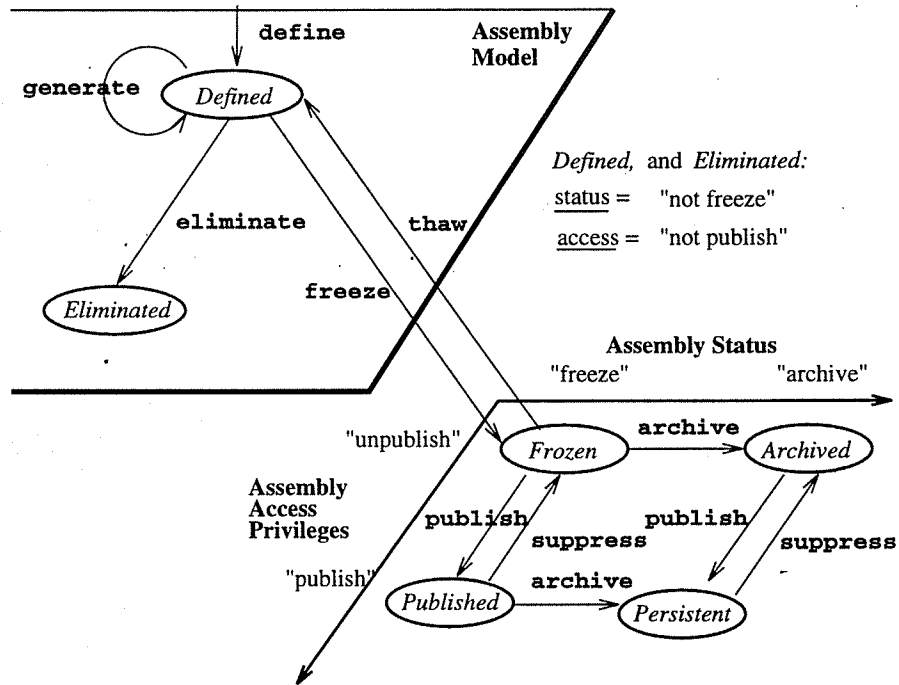 define
Assembly
Model
generate
Defined
Defined, and Eliminated:
status = "not freeze"
eliminate
thaw
access = "not publish"
freeze
Eliminated
Assembly Status
"freeze"
"archive"
"unpublish"
archive
Frozen
Archived
Assembly
Access
Privileges
publish
publish
suppress
suppress
"publish"
archive
Published
Persistent